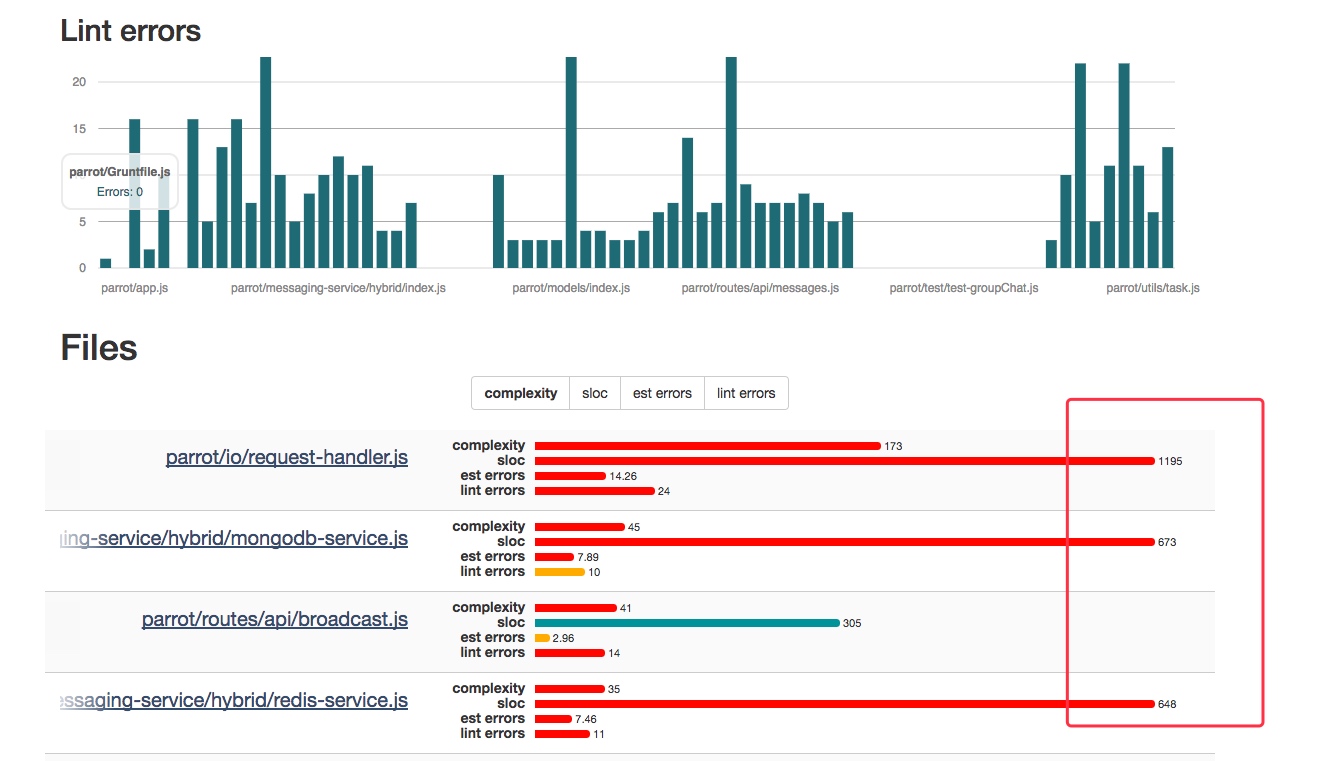 Lint errors
20
15
parrot/Gruntfile.js
Errors: 0
5
0
parrot/app.js parrot/messaging-service/hybrid/index.js parrot/models/index.js parrot/routes/api/messages.js parrot/test/test-groupChat.js parrot/utils/task.js
Files
complexity sloc est errors lint errors
parrot/io/request-handler.js
complexity 173
sloc 1195
est errors 14.26
lint errors 24
ging-service/hybrid/mongodb-service.js
complexity 45
sloc 673
est errors 7.89
lint errors 10
parrot/routes/api/broadcast.js
complexity 41
sloc 305
est errors 2.96
lint errors 14
essaging-service/hybrid/redis-service.js
complexity 35
sloc 648
est errors 7.46
lint errors 11